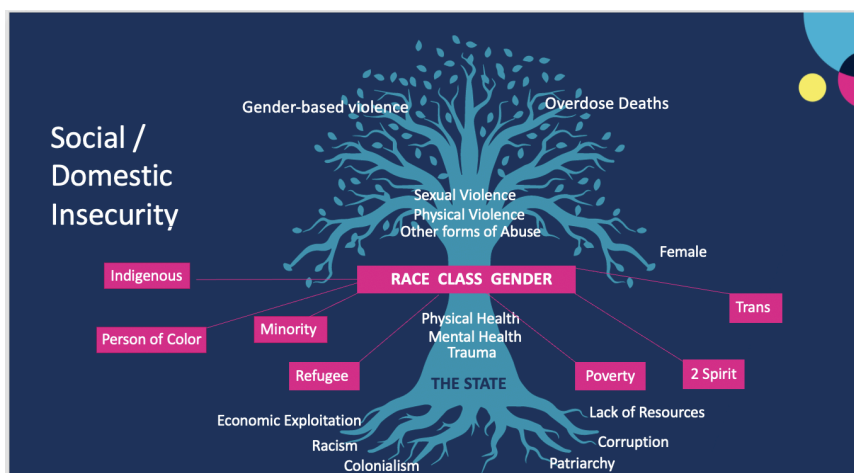 Social /
Domestic
Insecurity
Gender-based violence
Overdose Deaths
Sexual Violence
Physical Violence
Other forms of Abuse
Female
Indigenous
RACE CLASS GENDER
Trans
Person of Color
Minority
Physical Health
Mental Health
Trauma
Refugee
Poverty
2 Spirit
THE STATE
Economic Exploitation
Lack of Resources
Racism
Corruption
Colonialism
Patriarchy